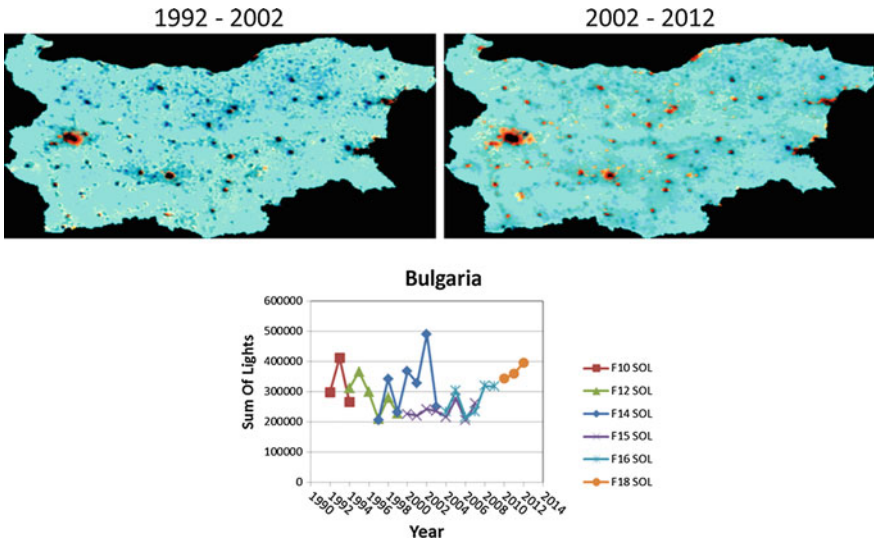 1992 - 2002
2002 - 2012
Bulgaria
600000
500000
400000
300000
200000
100000
0
Sum Of Lights
1990
1992
1994
1996
1998
2000
2002
2004
2006
2008
2010
2012
2014
Year
F10 SOL
F12 SOL
F14 SOL
F15 SOL
F16 SOL
F18 SOL